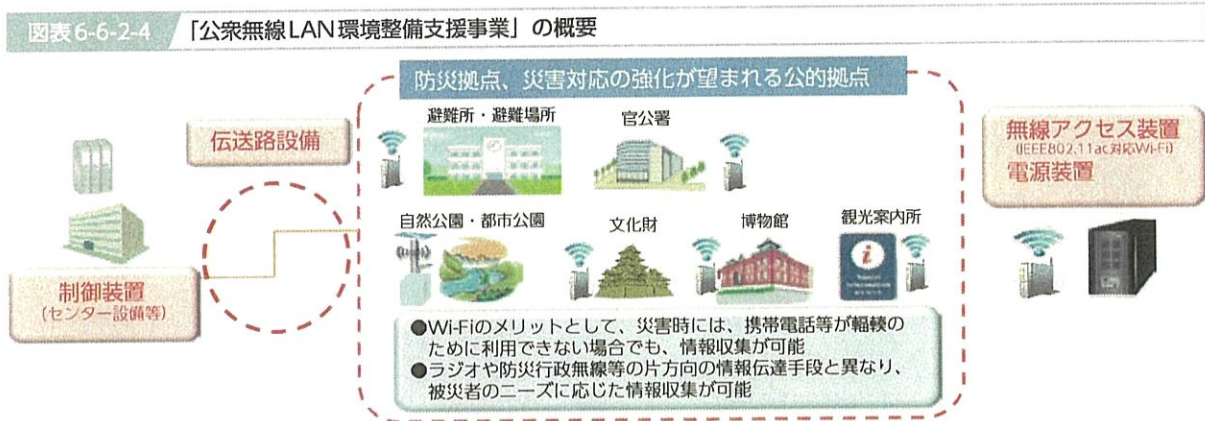 図表6-6-2-4 「公衆無線LAN環境整備支援事業」の概要
防災拠点、災害対応の強化が望まれる公的拠点
避難所・避難場所
官公署
伝送路設備
無線アクセス装置
(IEEE802.11ac対応Wi-Fi)
電源装置
自然公園・都市公園
文化財
博物館
観光案内所
i
制御装置
(センター設備等)
●Wi-Fiのメリットとして、災害時には、携帯電話等が輻輳の
ために利用できない場合でも、情報収集が可能
●ラジオや防災行政無線等の片方向の情報伝達手段と異なり、
被災者のニーズに応じた情報収集が可能